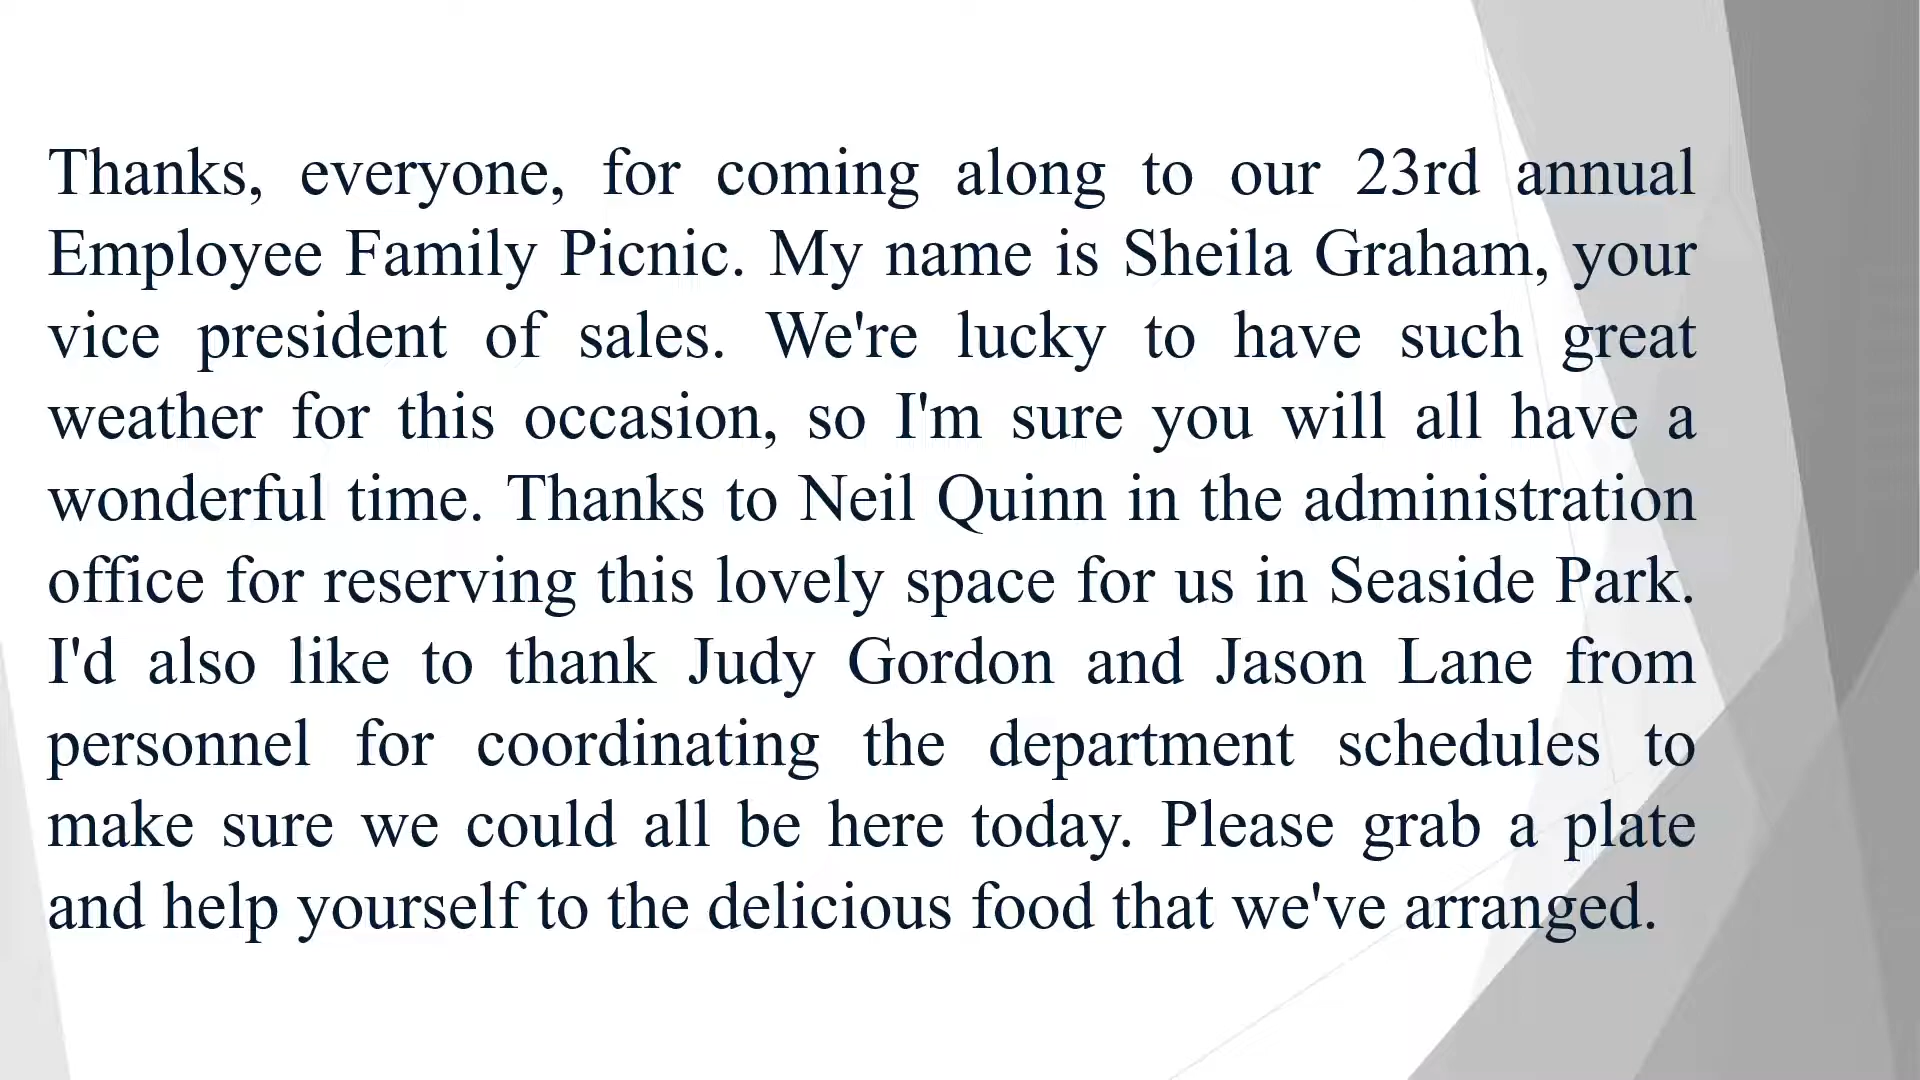 Thanks, everyone, for coming along to our 23rd annual
Employee Family Picnic. My name is Sheila Graham, your
vice president of sales. We're lucky to have such great
weather for this occasion, so I'm sure you will all have a
wonderful time. Thanks to Neil Quinn in the administration
office for reserving this lovely space for us in Seaside Park.
I'd also like to thank Judy Gordon and Jason Lane from
personnel for coordinating the department schedules to
make sure we could all be here today. Please grab a plate
and help yourself to the delicious food that we've arranged.